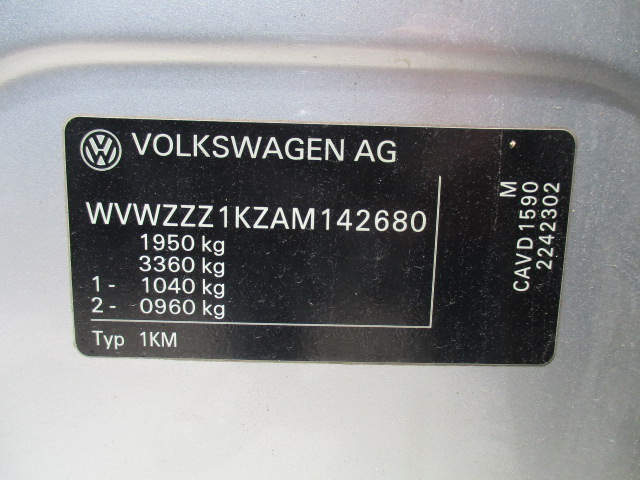 VOLKSWAGEN AG
WVWZZZ1KZAM142680
1950 kg
3360 kg
1- 1040 kg
2- 0960 kg
Typ 1KM
M
CAVD1590
2242302